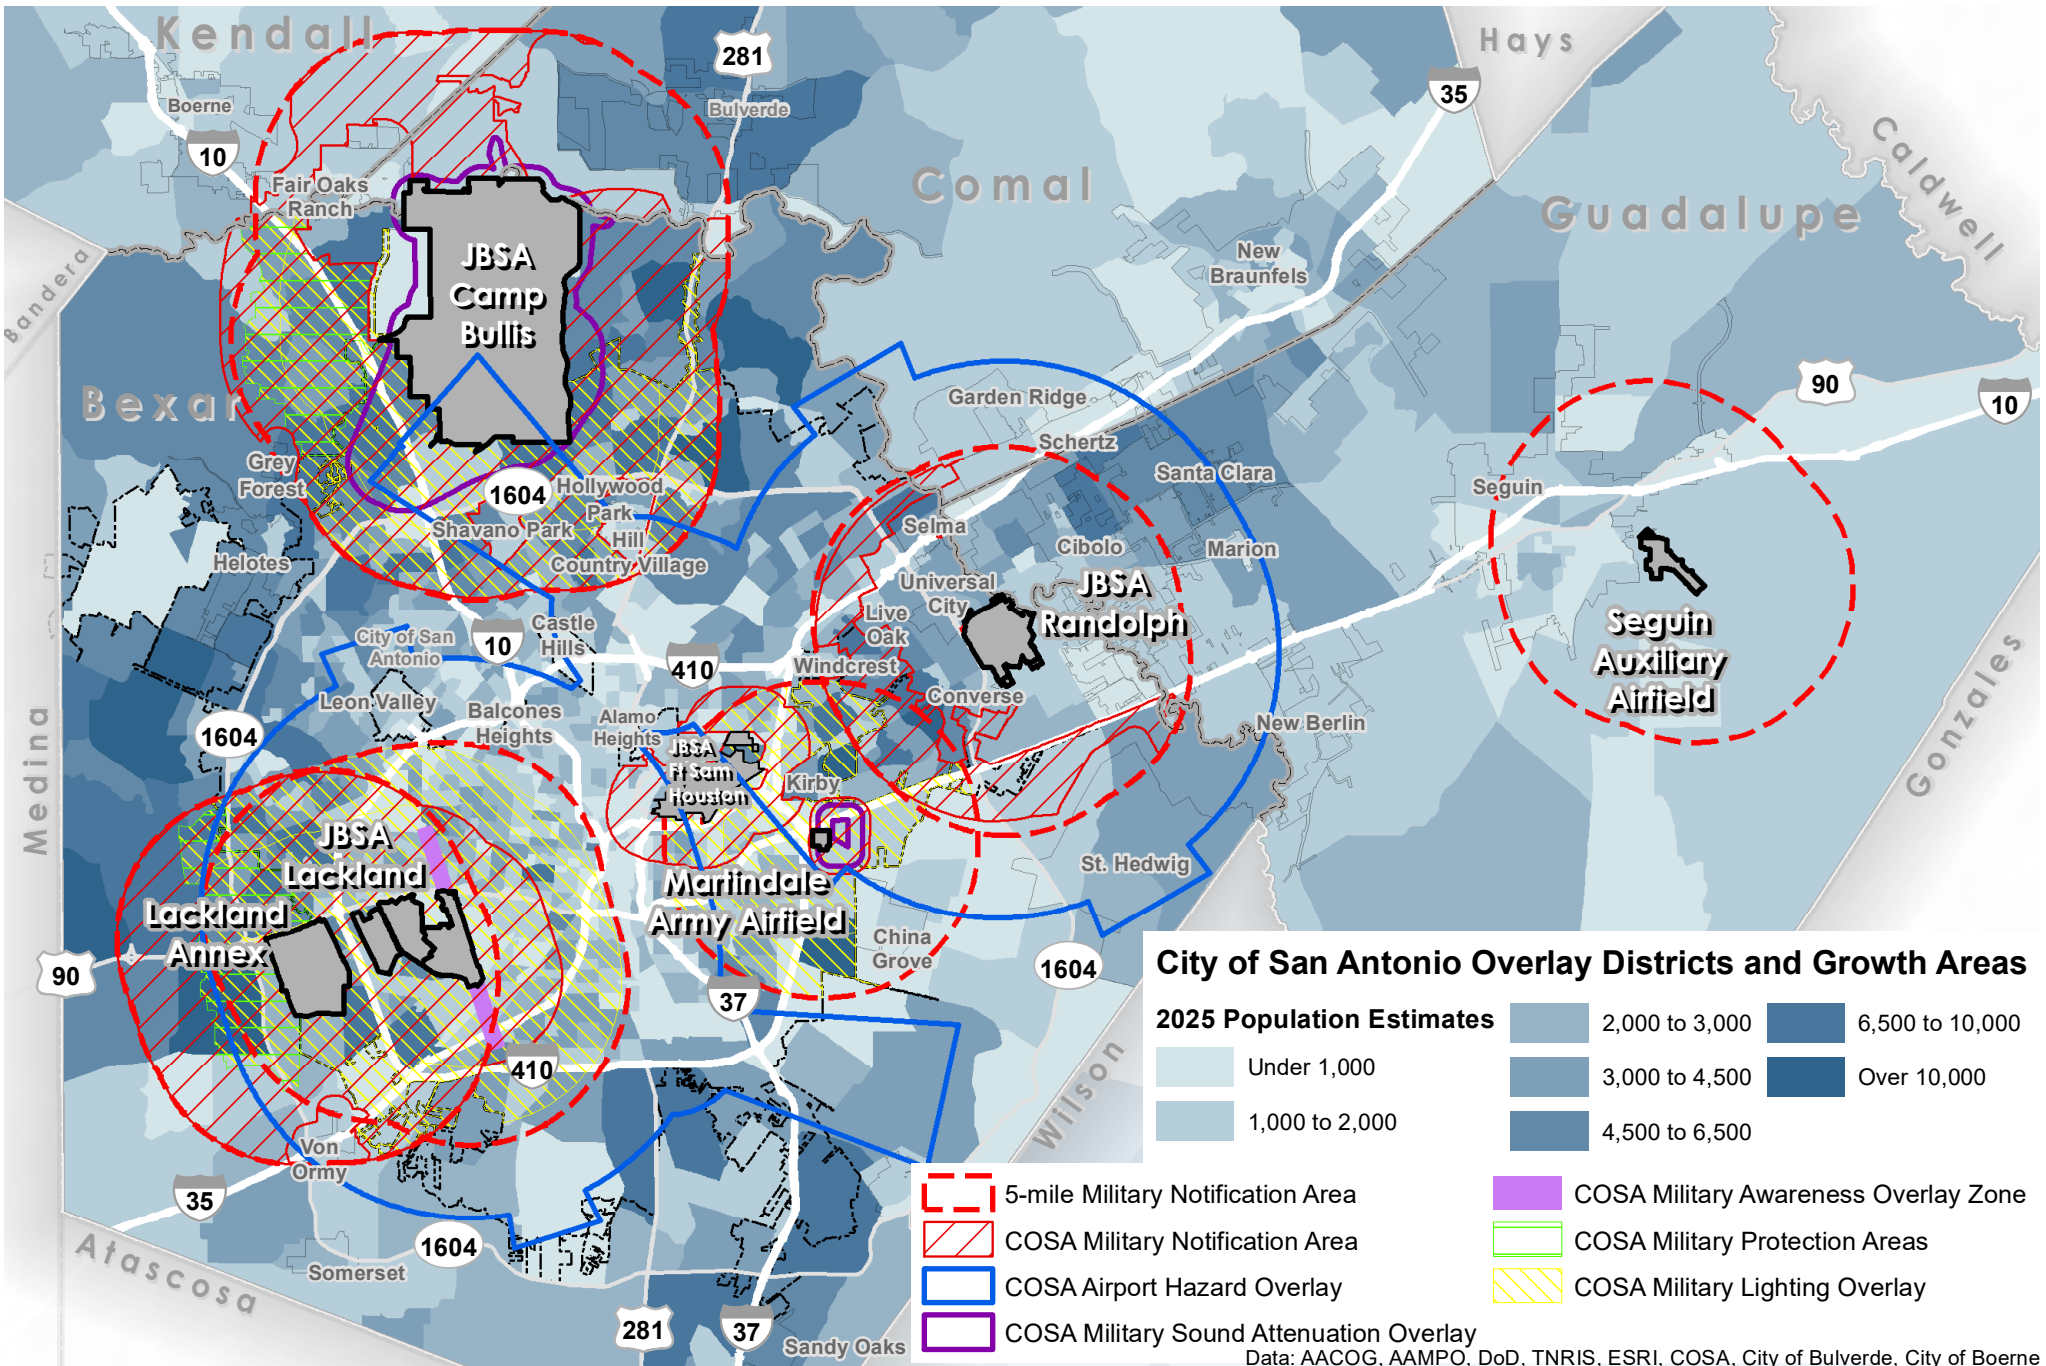 Kendall
281
Hays
35
Boerne
Bulverde
10
Caldwell
Fair Oaks
Ranch
Comal
Guadalupe
Bandera
JBSA
Camp
Bullis
New
Braunfels
Bexar
90
10
Garden Ridge
Schertz
Grey
Forest
1604
Hollywood
Park
Santa Clara
Seguin
Shavano Park
Hill
Country Village
Selma
Cibolo
Marion
Helotes
Universal
City
JBSA
Randolph
Live
Oak
Seguin
Auxiliary
Airfield
City of San
Antonio
10
Castle
Hills
410
Windcrest
Converse
Gonzales
Leon Valley
Balcones
Heights
Alamo
Heights
New Berlin
1604
Medina
JBSA
Ft Sam
Houston
Kirby
JBSA
Lackland
St. Hedwig
Martindale
Army Airfield
Lackland
Annex
China
Grove
90
1604
37
410
Wilson
Von
Ormy
35
1604
Atascosa
Somerset
281
37
Sandy Oaks
City of San Antonio Overlay Districts and Growth Areas
2025 Population Estimates
Under 1,000
1,000 to 2,000
2,000 to 3,000
3,000 to 4,500
4,500 to 6,500
6,500 to 10,000
Over 10,000
5-mile Military Notification Area
COSA Military Notification Area
COSA Airport Hazard Overlay
COSA Military Sound Attenuation Overlay
COSA Military Awareness Overlay Zone
COSA Military Protection Areas
COSA Military Lighting Overlay
Data: AACOG, AAMPO, DoD, TNRIS, ESRI, COSA, City of Bulverde, City of Boerne